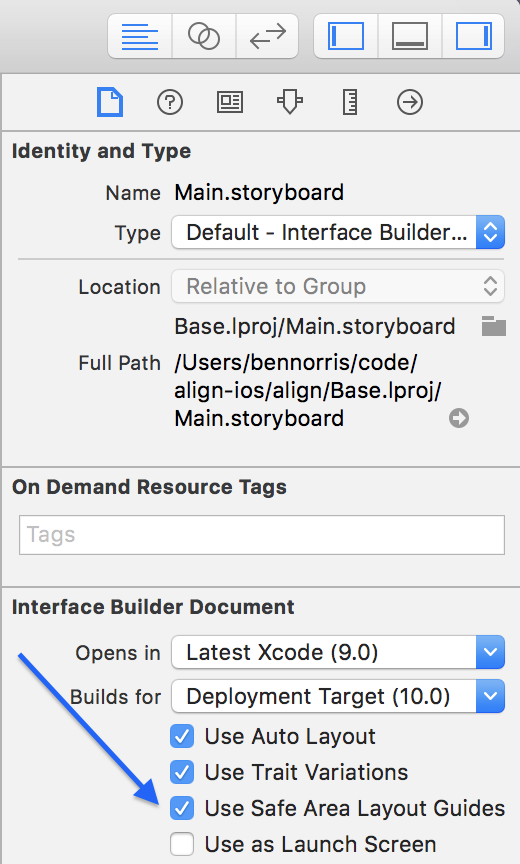 Identity and Type
Name Main.storyboard
Type Default - Interface Builder...
Location Relative to Group
Base.lproj/Main.storyboard
Full Path /Users/bennorris/code/
align-ios/align/Base.lproj/
Main.storyboard
On Demand Resource Tags
Tags
Interface Builder Document
Opens in Latest Xcode (9.0)
Builds for Deployment Target (10.0)
Use Auto Layout
Use Trait Variations
Use Safe Area Layout Guides
Use as Launch Screen